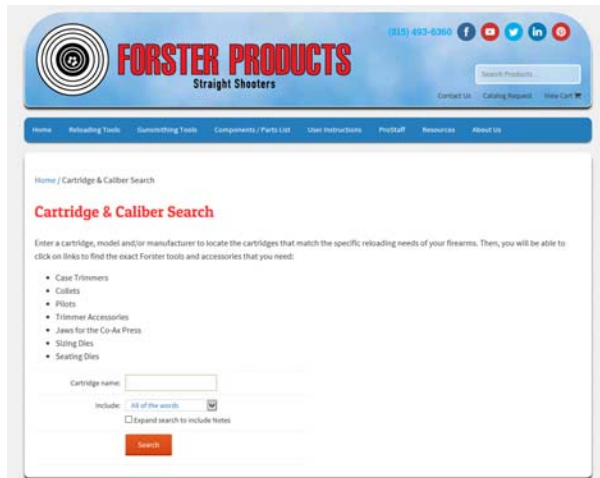 (815) 493-6360
FORSTER PRODUCTS
Straight Shooters
Search Products...
Contact Us Catalog Request View Cart
Home Reloading Tools Gunsmithing Tools Components / Parts List User Instructions ProStaff Resources About Us
Home / Cartridge & Caliber Search
Cartridge & Caliber Search
Enter a cartridge, model and/or manufacturer to locate the cartridges that match the specific reloading needs of your firearms. Then, you will be able to
click on links to find the exact Forster tools and accessories that you need:
• Case Trimmers
• Collets
• Pilots
• Trimmer Accessories
• Jaws for the Co-Ax Press
• Sizing Dies
• Seating Dies
Cartridge name:
Include: All of the words
Expand search to include Notes
Search